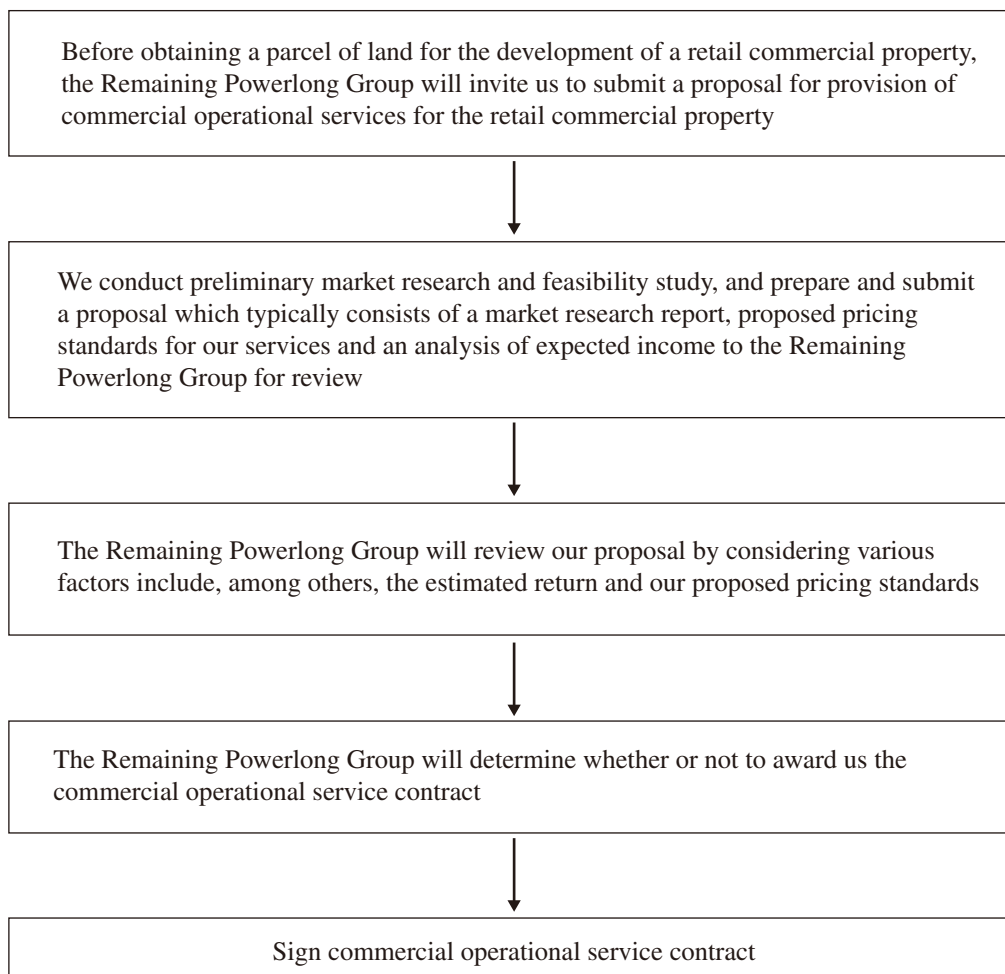 Before obtaining a parcel of land for the development of a retail commercial property,
the Remaining Powerlong Group will invite us to submit a proposal for provision of
commercial operational services for the retail commercial property
We conduct preliminary market research and feasibility study, and prepare and submit
a proposal which typically consists of a market research report, proposed pricing
standards for our services and an analysis of expected income to the Remaining
Powerlong Group for review
The Remaining Powerlong Group will review our proposal by considering various
factors include, among others, the estimated return and our proposed pricing standards
The Remaining Powerlong Group will determine whether or not to award us the
commercial operational service contract
Sign commercial operational service contract